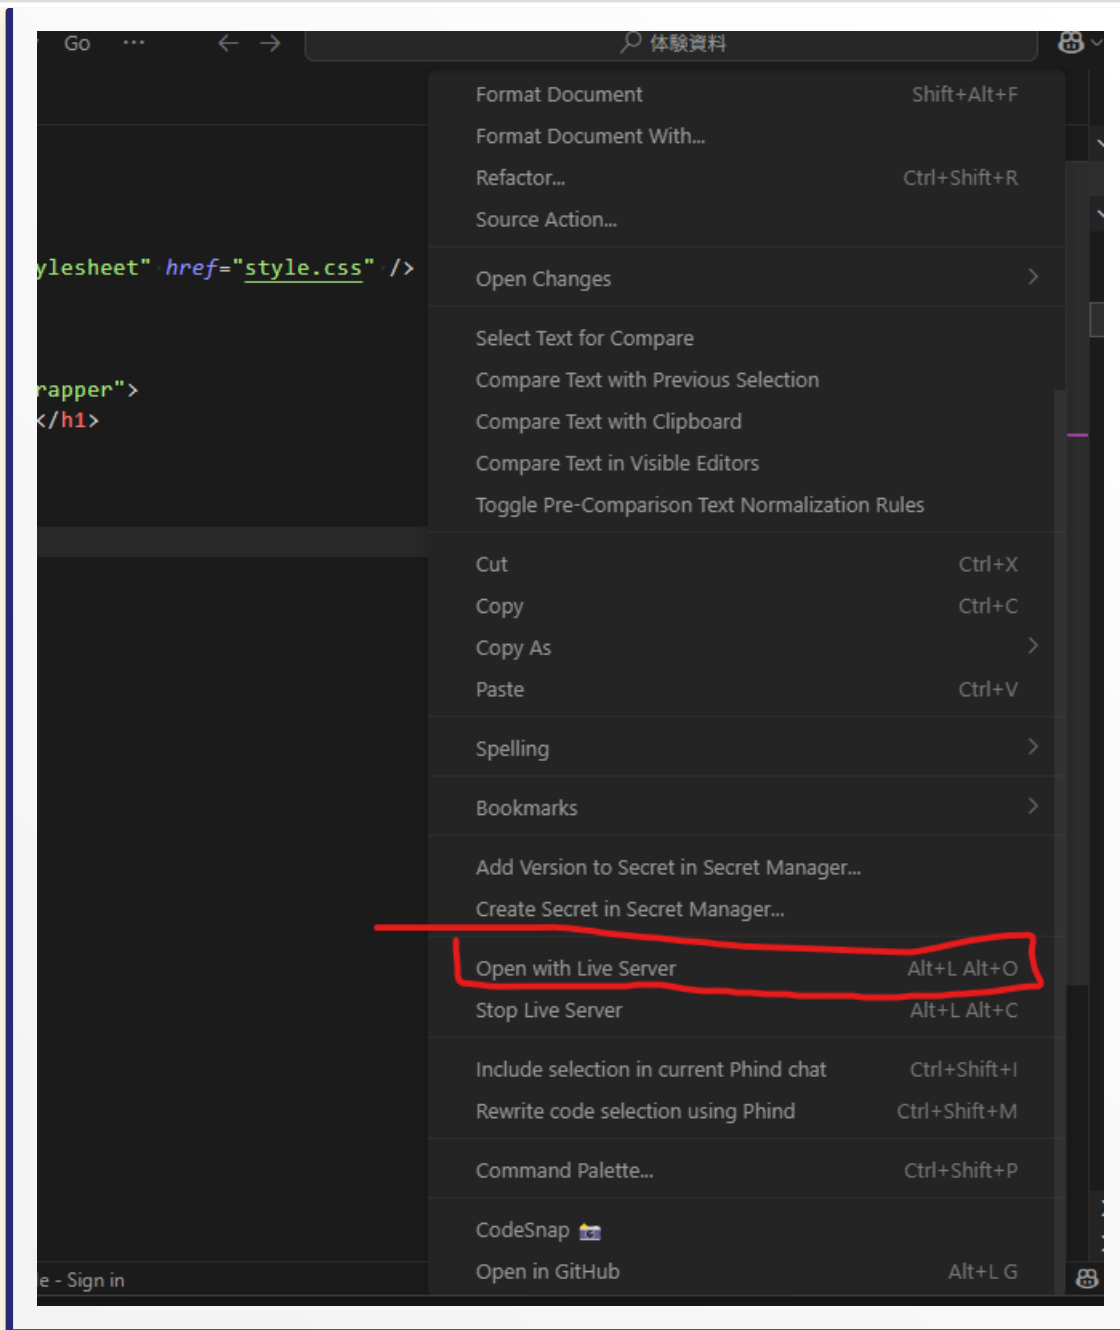 Go ··· ← → 体験資料
Format Document Shift+Alt+F
Format Document With...
Refactor... Ctrl+Shift+R
Source Action...
ylesheet" href="style.css" />
Open Changes
Select Text for Compare
rapper">
Compare Text with Previous Selection
</h1>
Compare Text with Clipboard
Compare Text in Visible Editors
Toggle Pre-Comparison Text Normalization Rules
Cut Ctrl+X
Copy Ctrl+C
Copy As
Paste Ctrl+V
Spelling
Bookmarks
Add Version to Secret in Secret Manager...
Create Secret in Secret Manager...
Open with Live Server Alt+L Alt+O
Stop Live Server Alt+L Alt+C
Include selection in current Phind chat Ctrl+Shift+I
Rewrite code selection using Phind Ctrl+Shift+M
Command Palette... Ctrl+Shift+P
CodeSnap 📸
Open in GitHub Alt+L G
e - Sign in